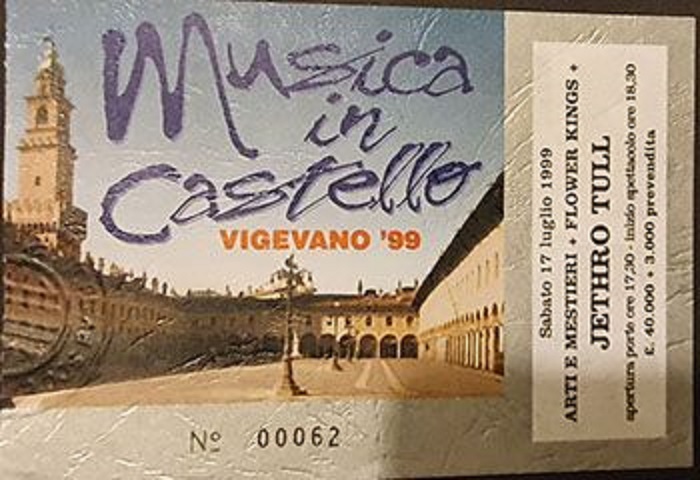 Musica
in
Castello
VIGEVANO '99
Nº 00062
Sabato 17 luglio 1999
ARTI E MESTIERI + FLOWER KINGS +
JETHRO TULL
apertura porte ore 17,30 - inizio spettacolo ore 18,30
£. 40.000 + 3.000 prevendita